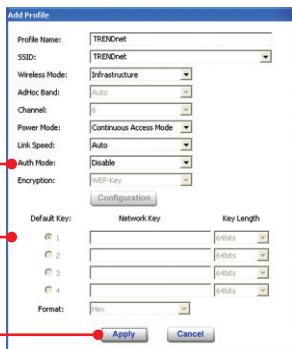 Add Profile
Profile Name: TRENDnet
SSID: TRENDnet
Wireless Mode: Infrastructure
AdHoc Band: Auto
Channel: 6
Power Mode: Continuous Access Mode
Link Speed: Auto
Auth Mode: Disable
Encryption: WEP-Key
Configuration
Default Key: Network Key Key Length
1 64bits
2 64bits
3 64bits
4 64bits
Format: Hex
Apply Cancel